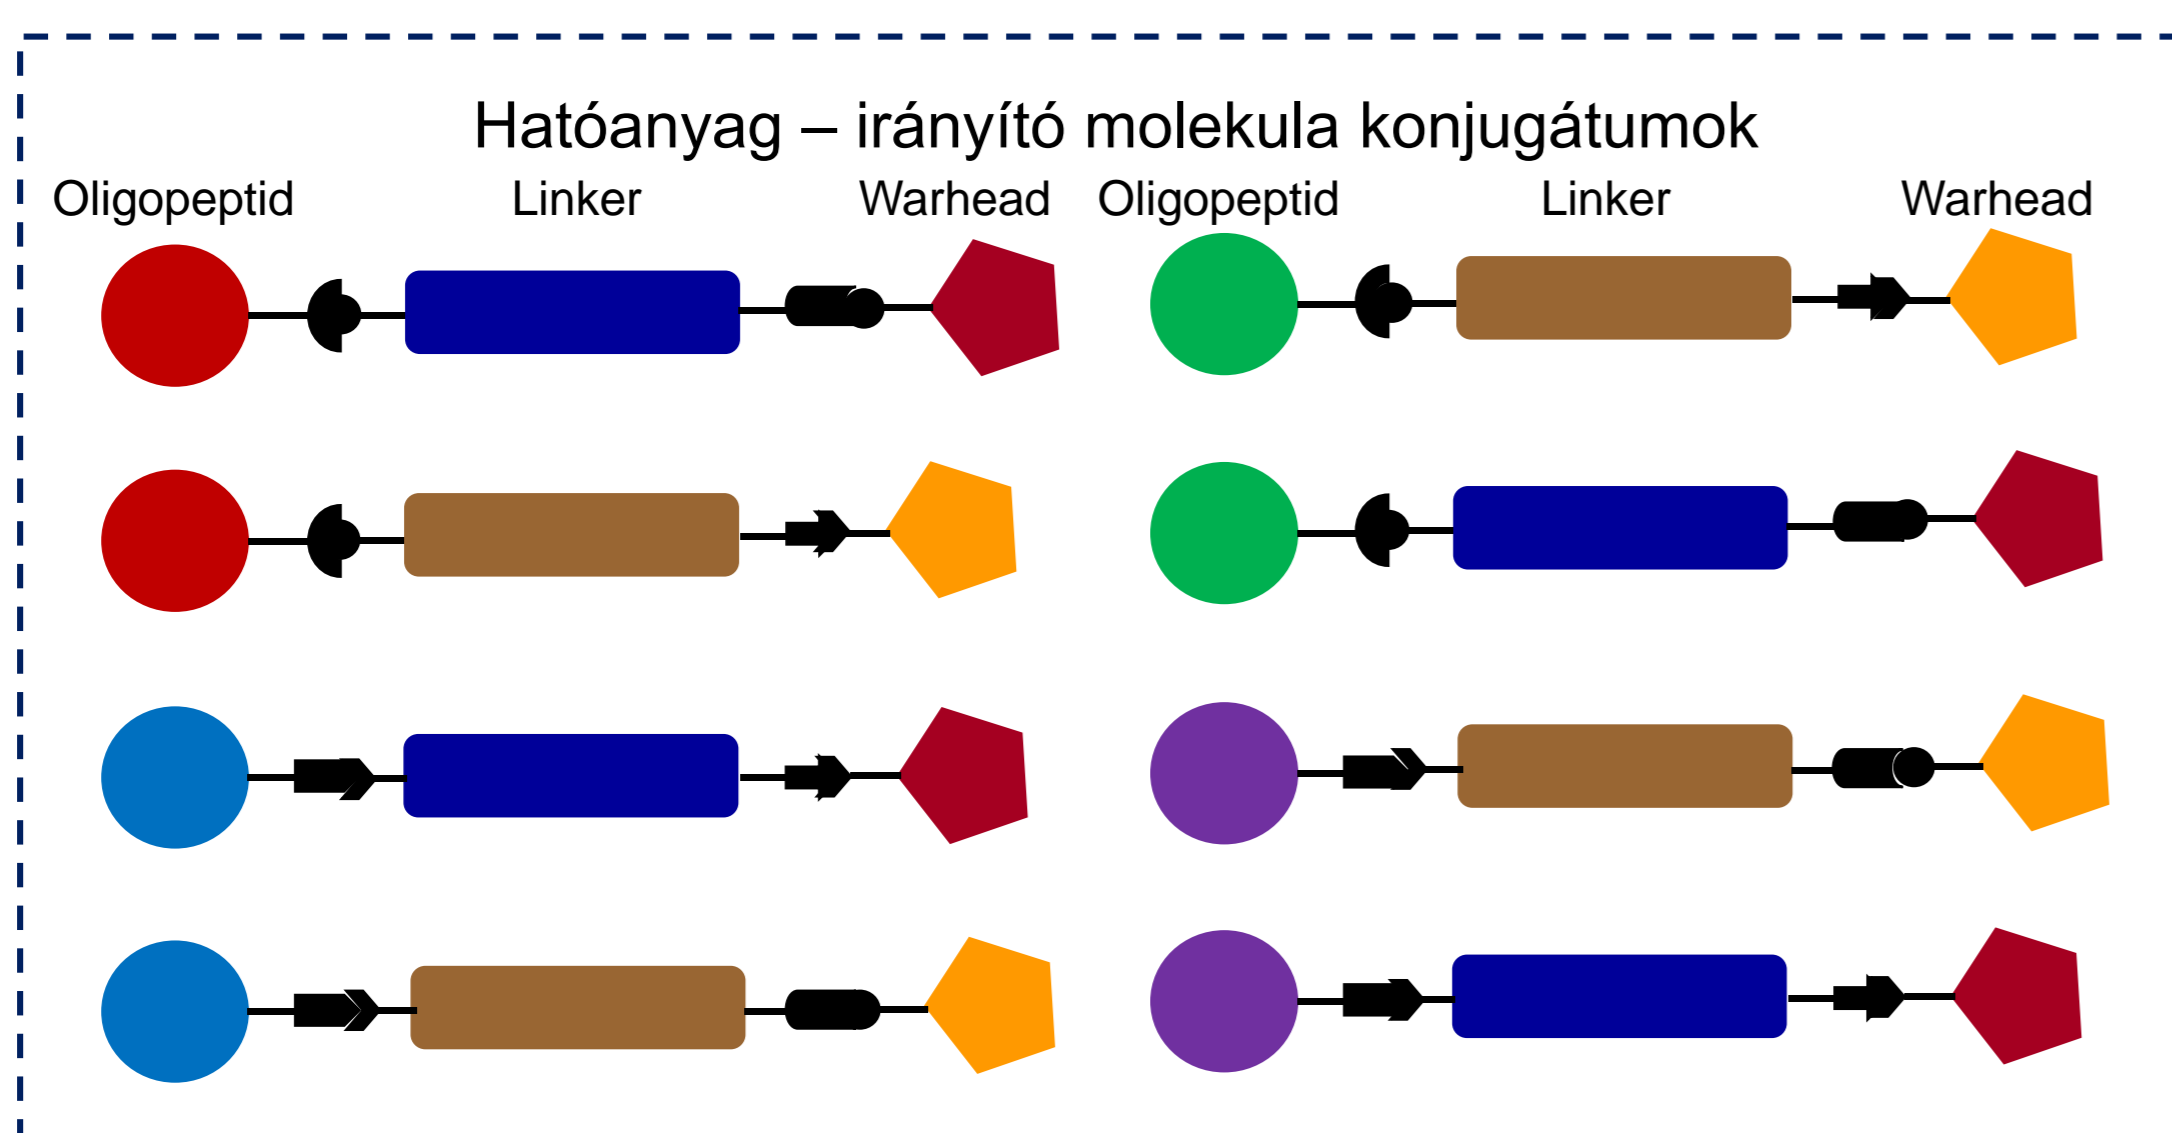 Hatóanyag – irányító molekula konjugátumok
Oligopeptid Linker Warhead Oligopeptid Linker Warhead